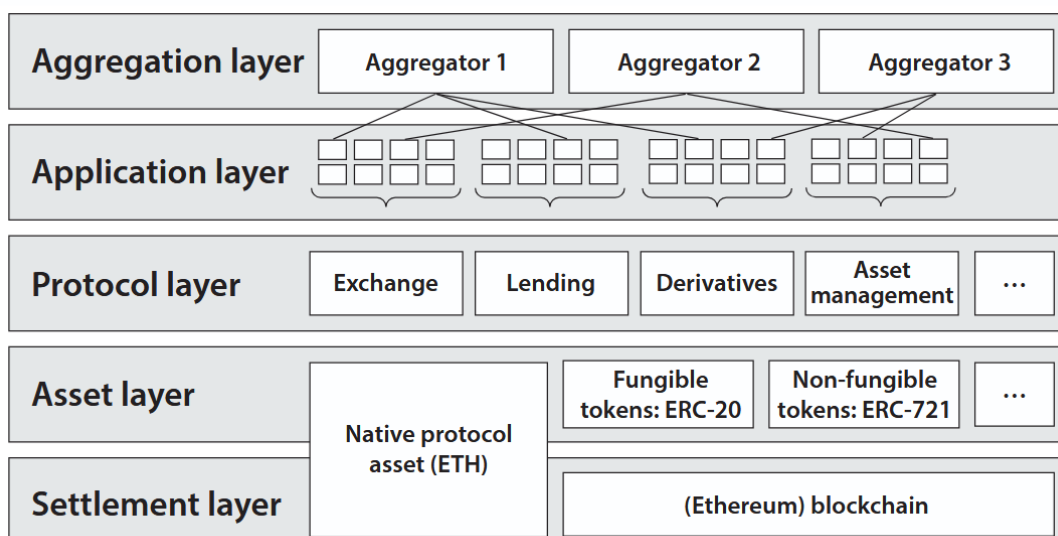 Aggregation layer
Aggregator 1
Aggregator 2
Aggregator 3
Application layer
Protocol layer
Exchange
Lending
Derivatives
Asset
management
...
Asset layer
Native protocol
asset (ETH)
Fungible
tokens: ERC-20
Non-fungible
tokens: ERC-721
...
Settlement layer
(Ethereum) blockchain